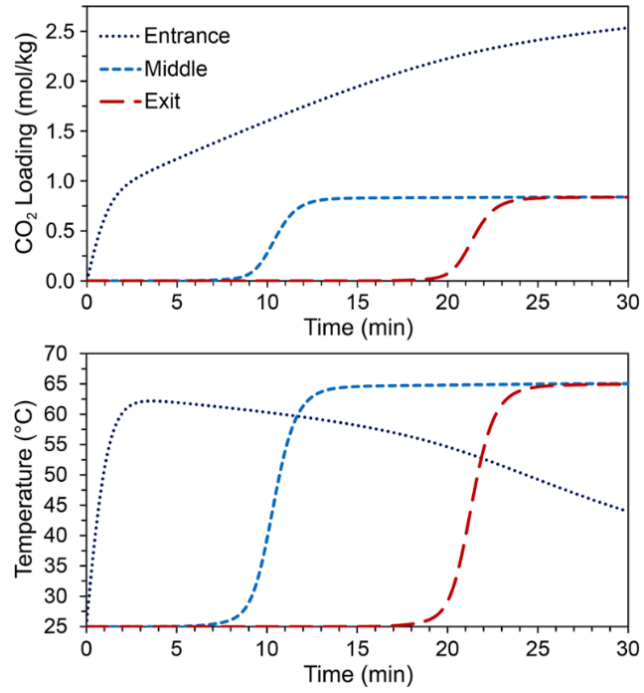 CO₂ Loading (mol/kg)
2.5
2.0
1.5
1.0
0.5
0.0
Entrance
Middle
Exit
0 5 10 15 20 25 30
Time (min)
Temperature (°C)
70
65
60
55
50
45
40
35
30
25
0 5 10 15 20 25 30
Time (min)